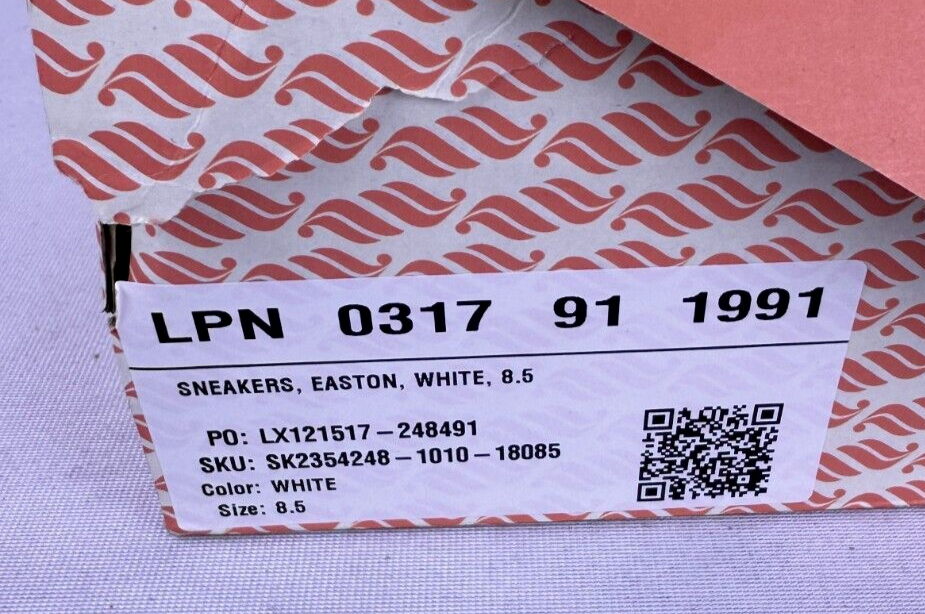 LPN 0317 91 1991
SNEAKERS, EASTON, WHITE, 8.5
PO: LX121517-248491
SKU: SK2354248-1010-18085
Color: WHITE
Size: 8.5